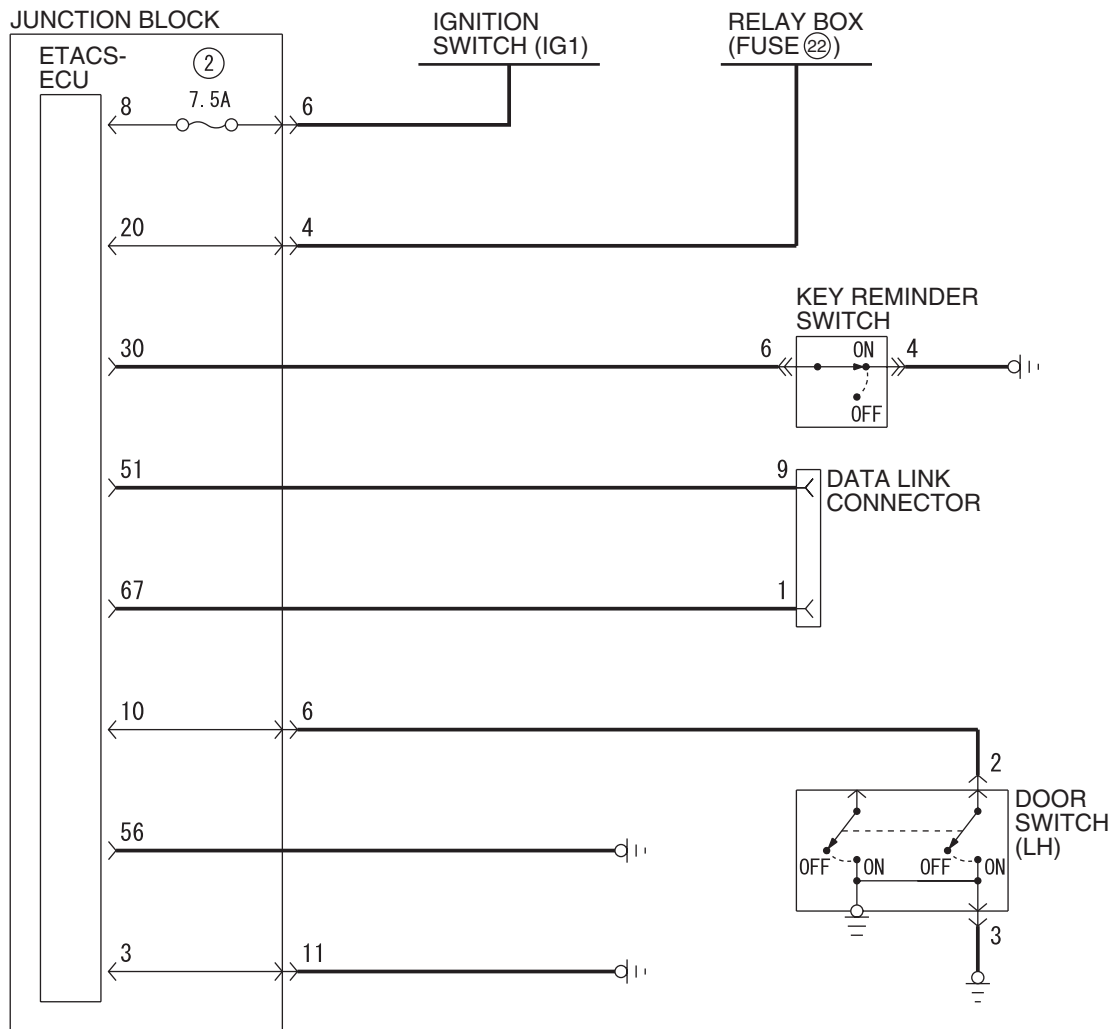 JUNCTION BLOCK
IGNITION
SWITCH (IG1)
RELAY BOX
(FUSE 22)
ETACS-
ECU
2
7.5A
8
6
20
4
KEY REMINDER
SWITCH
30
6
ON
4
OFF
51
9
DATA LINK
CONNECTOR
67
1
10
6
2
DOOR
SWITCH
(LH)
56
OFF
ON
OFF
ON
3
11
3